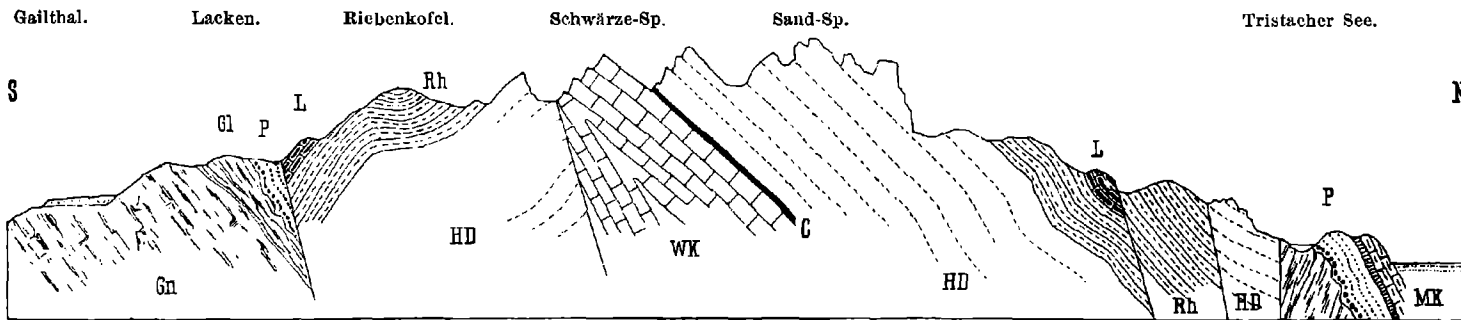 Gailthal. Lacken. Riebenkofel. Schwärze-Sp. Sand-Sp. Tristacher See.
S N
Gl P L Rh L P
Gn HD WK C HD Rh HD MK